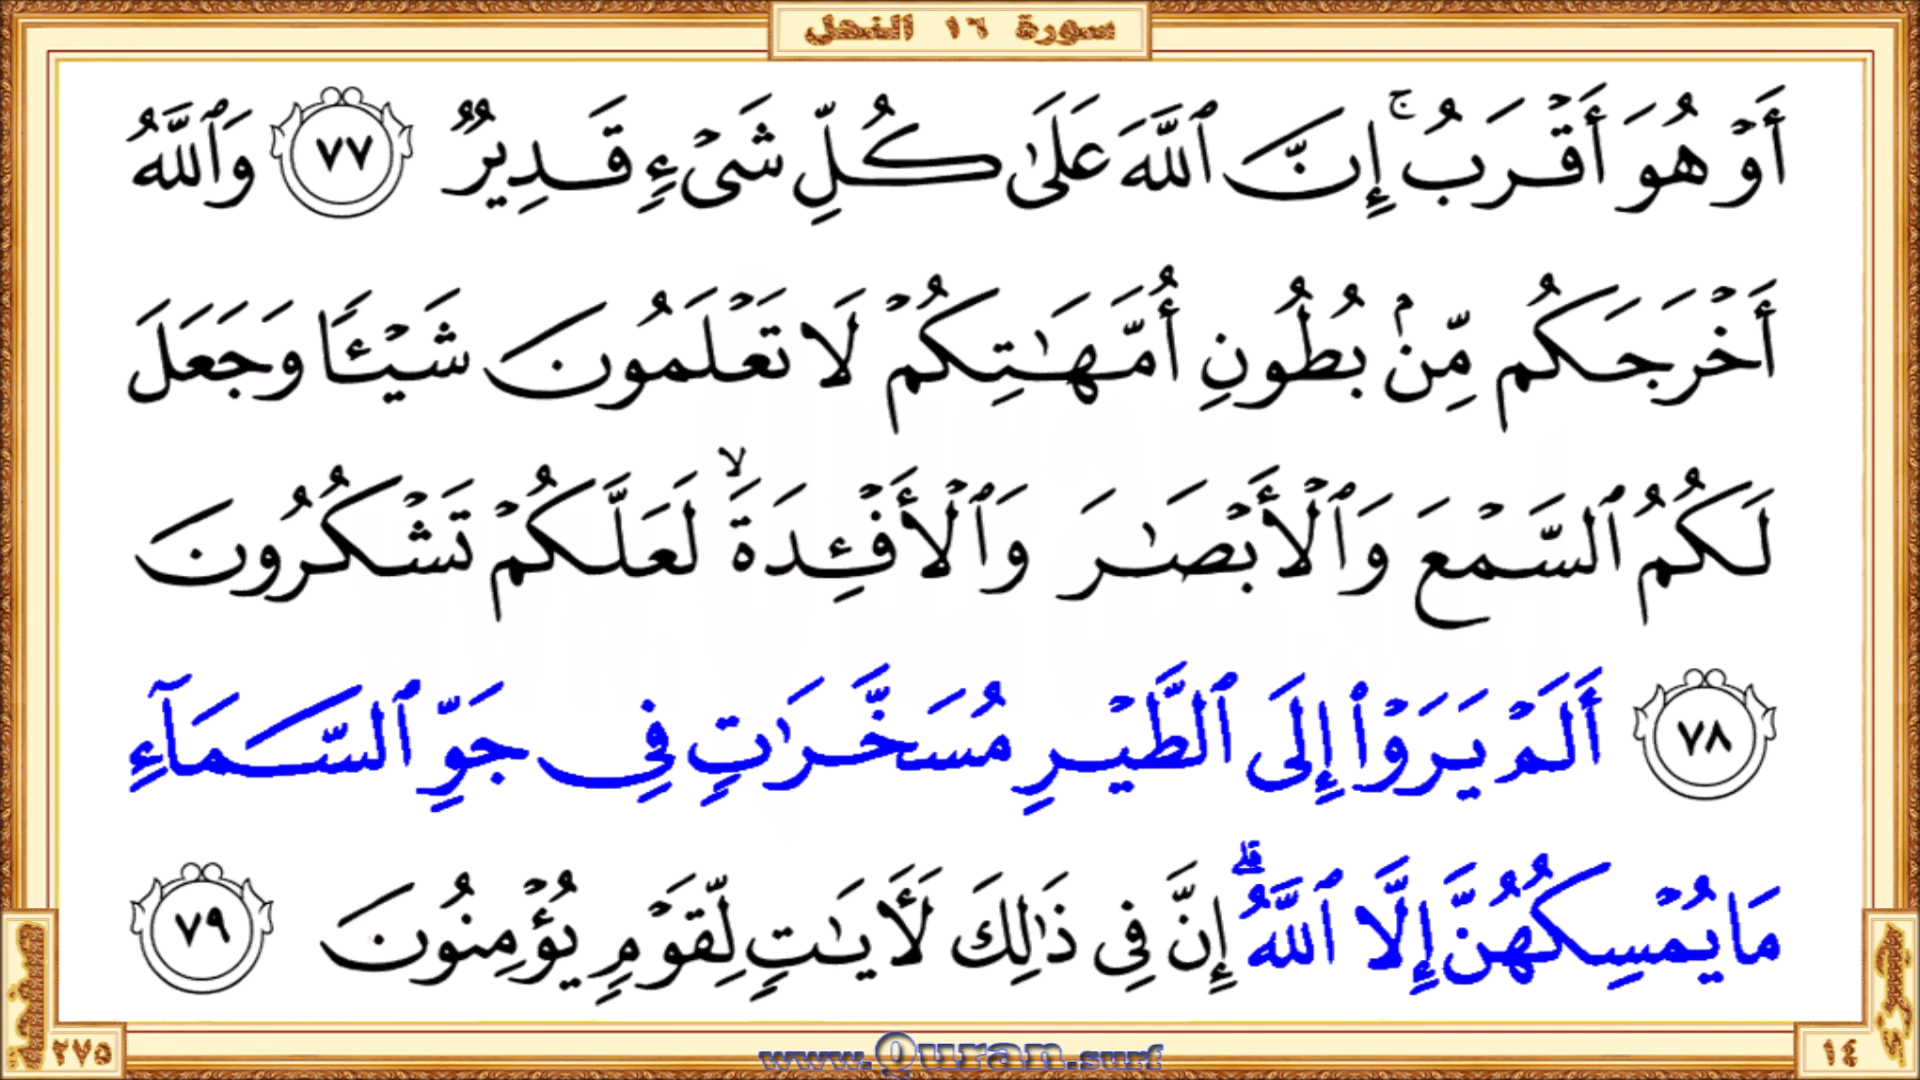 سورة ١٦ النحل
أَوۡ هُوَ أَقۡرَبُۚ إِنَّ ٱللَّهَ عَلَىٰ كُلِّ شَىۡءٖ قَدِيرٞ ٧٧ وَٱللَّهُ
أَخۡرَجَكُم مِّنۢ بُطُونِ أُمَّهَٰتِكُمۡ لَا تَعۡلَمُونَ شَيۡـٔٗا وَجَعَلَ
لَكُمُ ٱلسَّمۡعَ وَٱلۡأَبۡصَٰرَ وَٱلۡأَفۡـِٔدَةَۙ لَعَلَّكُمۡ تَشۡكُرُونَ
٧٨ أَلَمۡ يَرَوۡاْ إِلَى ٱلطَّيۡرِ مُسَخَّرَٰتٖ فِى جَوِّ ٱلسَّمَآءِ
مَا يُمۡسِكُهُنَّ إِلَّا ٱللَّهُۗ إِنَّ فِى ذَٰلِكَ لَأٓيَٰتٖ لِّقَوۡمٖ يُؤۡمِنُونَ ٧٩
صفحة ٢٧٥
www.Quran.surf
١٤